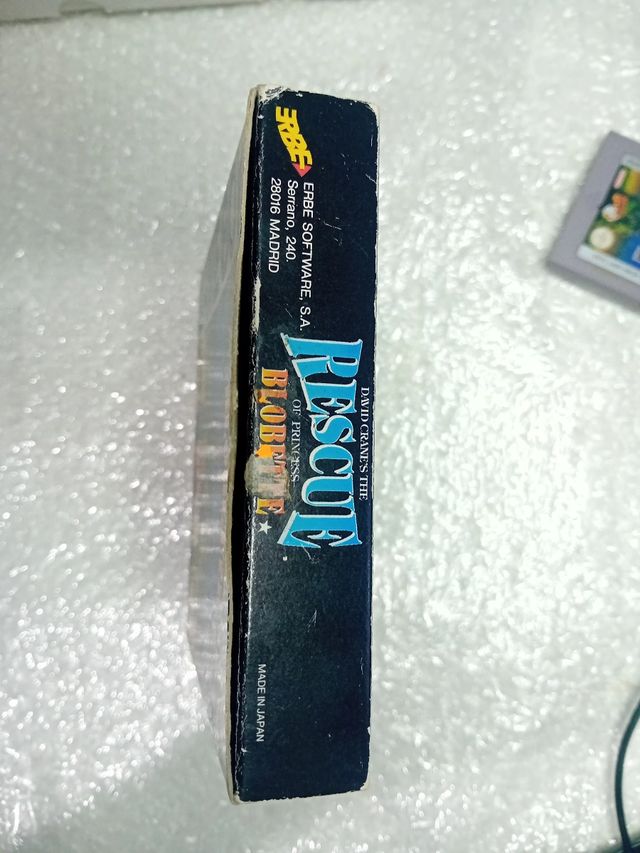 ERBE
ERBE SOFTWARE, S.A.
Serrano, 240.
28016 MADRID
DAVID CRANE'S THE
RESCUE
OF PRINCESS
BLOBETTE
MADE IN JAPAN